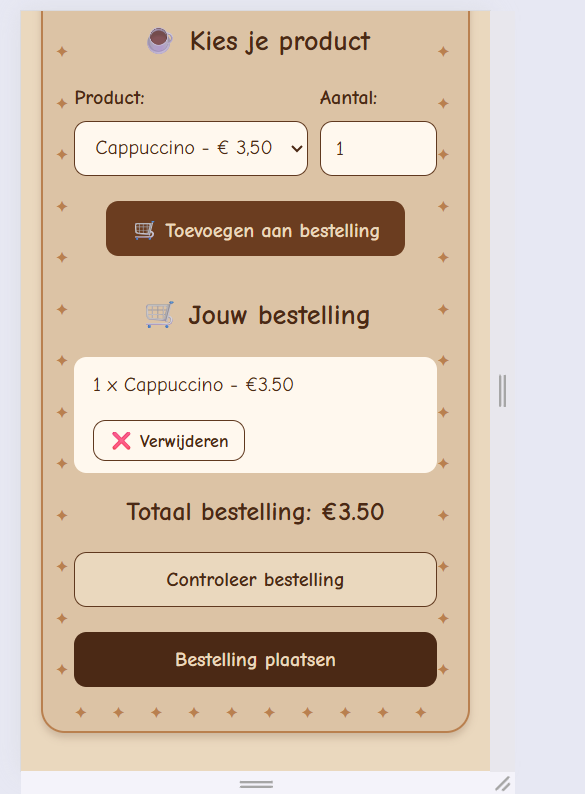 Kies je product
Product: Aantal:
Cappuccino - € 3,50 1
Toevoegen aan bestelling
Jouw bestelling
1 x Cappuccino - €3.50
Verwijderen
Totaal bestelling: €3.50
Controleer bestelling
Bestelling plaatsen